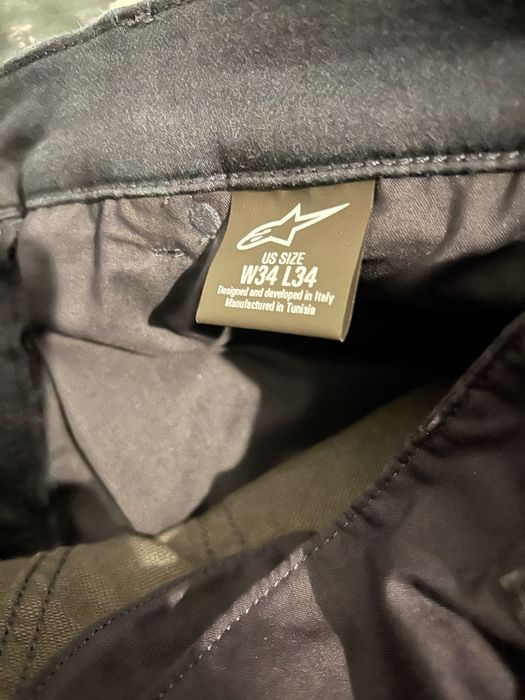 US SIZE
W34 L34
Designed and developed in Italy
Manufactured in Tunisia